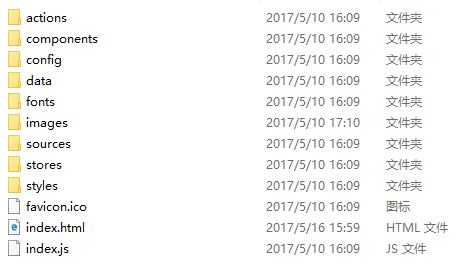 actions 2017/5/10 16:09 文件夹
components 2017/5/10 16:09 文件夹
config 2017/5/10 16:09 文件夹
data 2017/5/10 16:09 文件夹
fonts 2017/5/10 16:09 文件夹
images 2017/5/10 17:10 文件夹
sources 2017/5/10 16:09 文件夹
stores 2017/5/10 16:09 文件夹
styles 2017/5/10 16:09 文件夹
favicon.ico 2017/5/10 16:09 图标
index.html 2017/5/16 15:59 HTML 文件
index.js 2017/5/10 16:09 JS 文件